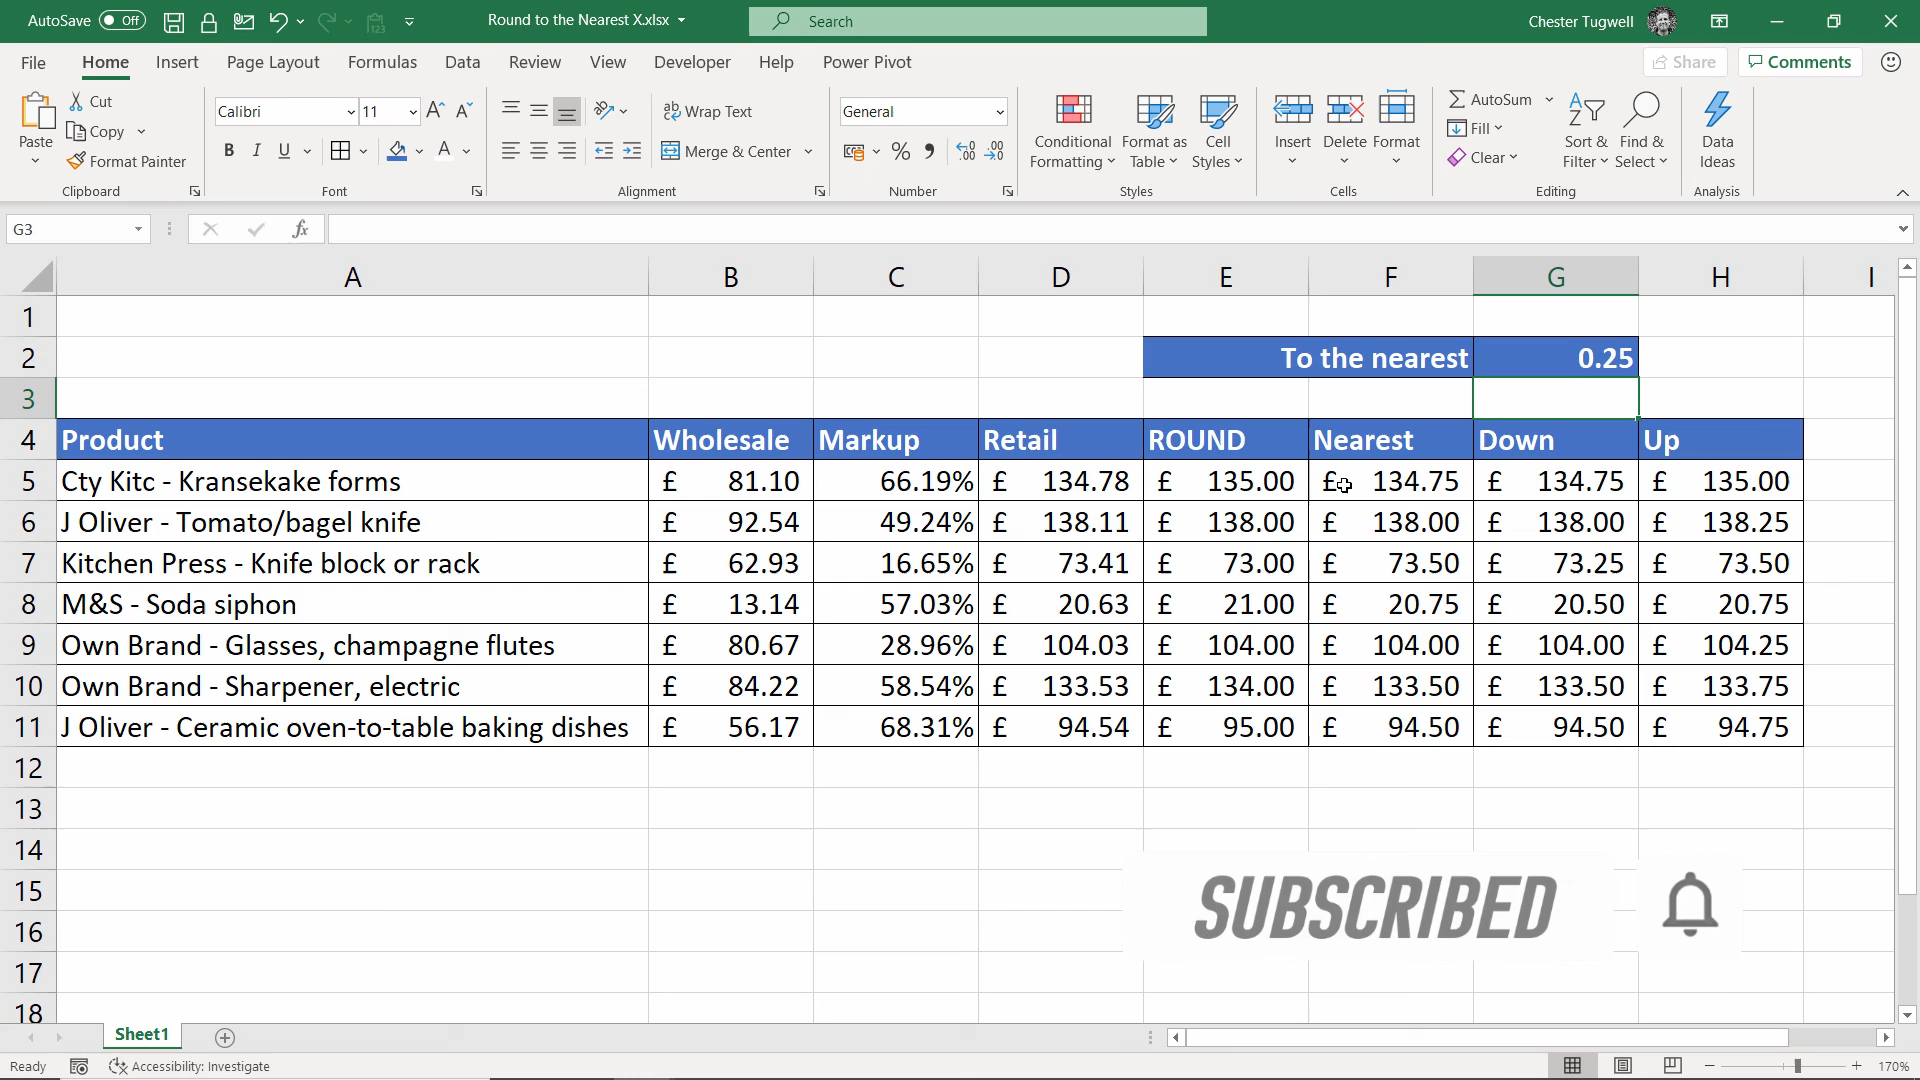 AutoSave Off
Round to the Nearest X.xlsx
Search
Chester Tugwell
File Home Insert Page Layout Formulas Data Review View Developer Help Power Pivot
Share Comments
Paste
Cut
Copy
Format Painter
Clipboard
Calibri 11
B I U A
Font
Wrap Text
Merge & Center
Alignment
General
%
Number
Conditional Formatting
Format as Table
Cell Styles
Styles
Insert
Delete
Format
Cells
AutoSum
Fill
Clear
Sort & Filter
Find & Select
Editing
Data Ideas
Analysis
G3
fx
A B C D E F G H I
1
2 To the nearest 0.25
3
4 Product Wholesale Markup Retail ROUND Nearest Down Up
5 Cty Kitc - Kransekake forms £ 81.10 66.19% £ 134.78 £ 135.00 £ 134.75 £ 134.75 £ 135.00
6 J Oliver - Tomato/bagel knife £ 92.54 49.24% £ 138.11 £ 138.00 £ 138.00 £ 138.00 £ 138.25
7 Kitchen Press - Knife block or rack £ 62.93 16.65% £ 73.41 £ 73.00 £ 73.50 £ 73.25 £ 73.50
8 M&S - Soda siphon £ 13.14 57.03% £ 20.63 £ 21.00 £ 20.75 £ 20.50 £ 20.75
9 Own Brand - Glasses, champagne flutes £ 80.67 28.96% £ 104.03 £ 104.00 £ 104.00 £ 104.00 £ 104.25
10 Own Brand - Sharpener, electric £ 84.22 58.54% £ 133.53 £ 134.00 £ 133.50 £ 133.50 £ 133.75
11 J Oliver - Ceramic oven-to-table baking dishes £ 56.17 68.31% £ 94.54 £ 95.00 £ 94.50 £ 94.50 £ 94.75
12
13
14
15
16
17
18
SUBSCRIBED
Sheet1
Ready
Accessibility: Investigate
170%